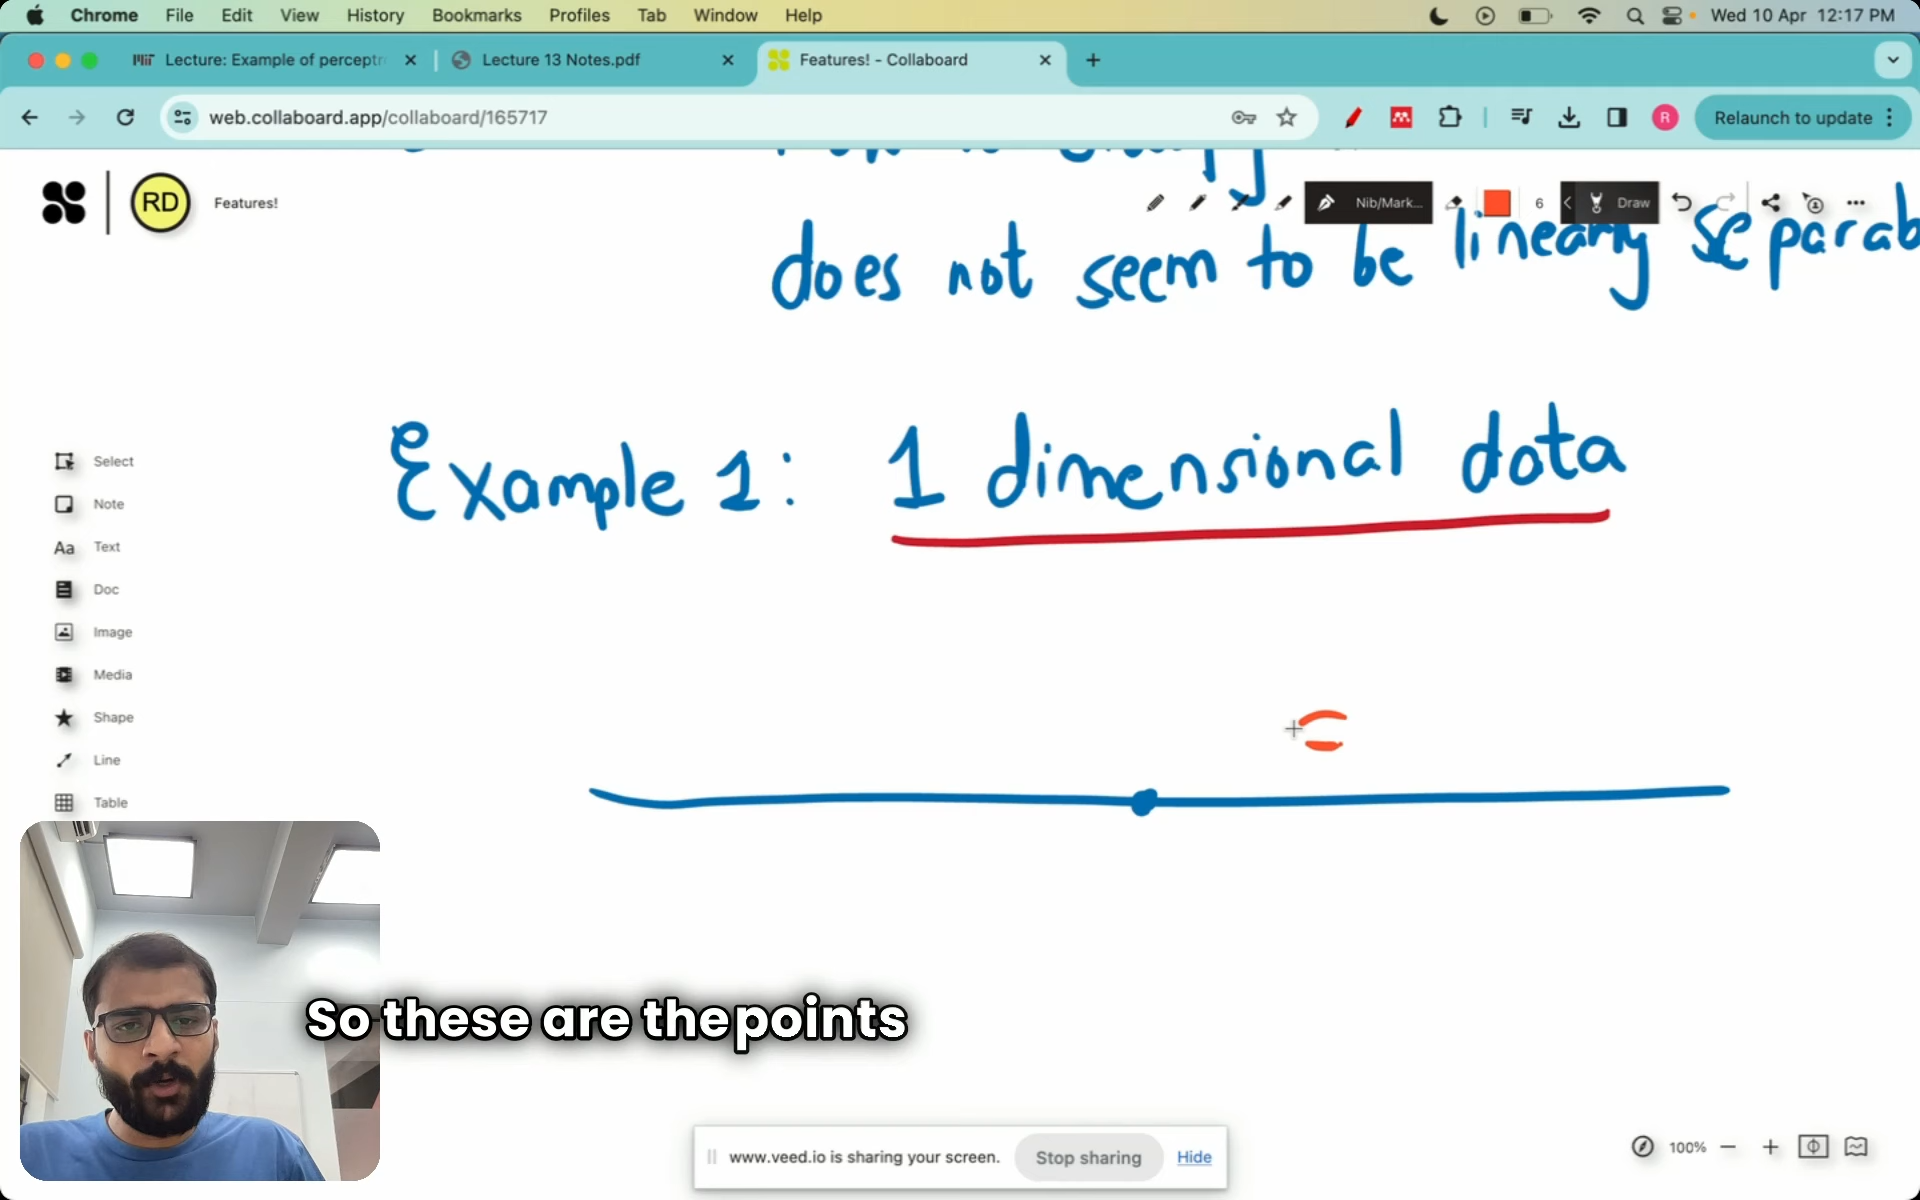 Chrome File Edit View History Bookmarks Profiles Tab Window Help Wed 10 Apr 12:17 PM
Lecture: Example of perceptr Lecture 13 Notes.pdf Features! - Collaboard
web.collaboard.app/collaboard/165717 Relaunch to update
RD Features! Nib/Mark... 6 Draw
does not seem to be linearly separab
Example 1: 1 dimensional data
Select
Note
Aa Text
Doc
Image
Media
Shape
Line
Table
So these are the points
www.veed.io is sharing your screen. Stop sharing Hide
100%